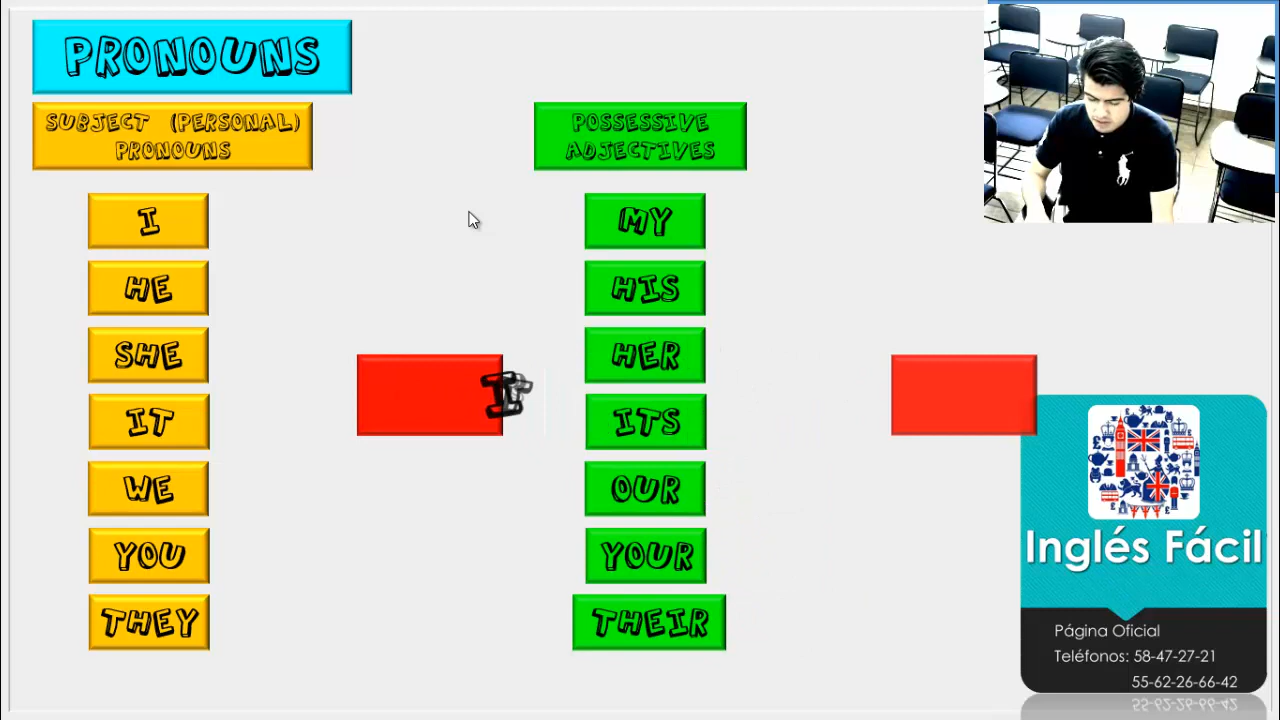 PRONOUNS
SUBJECT (PERSONAL)
PRONOUNS
I
HE
SHE
IT
WE
YOU
THEY
POSSESSIVE
ADJECTIVES
MY
HIS
HER
ITS
OUR
YOUR
THEIR
Inglés Fácil
Página Oficial
Teléfonos: 58-47-27-21
55-62-26-66-42